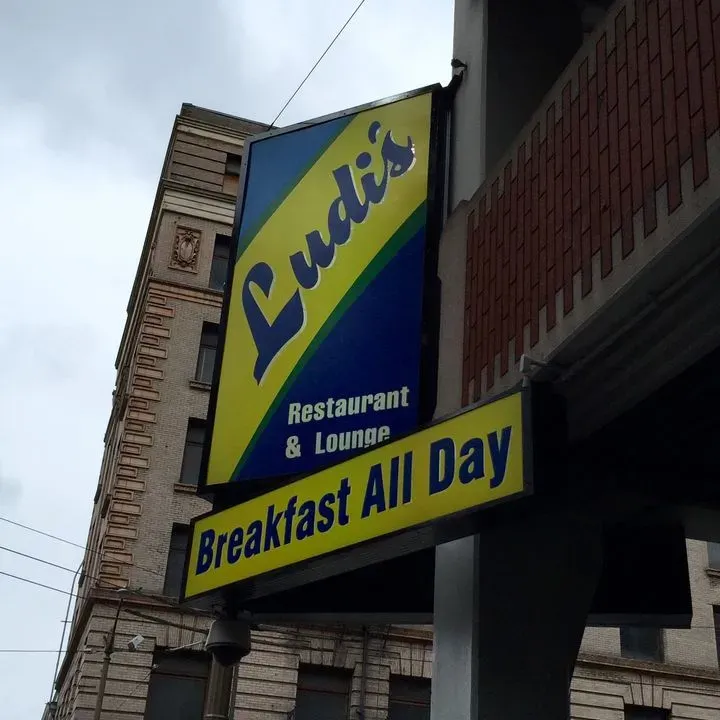 Ludi's
Restaurant
& Lounge
Breakfast All Day